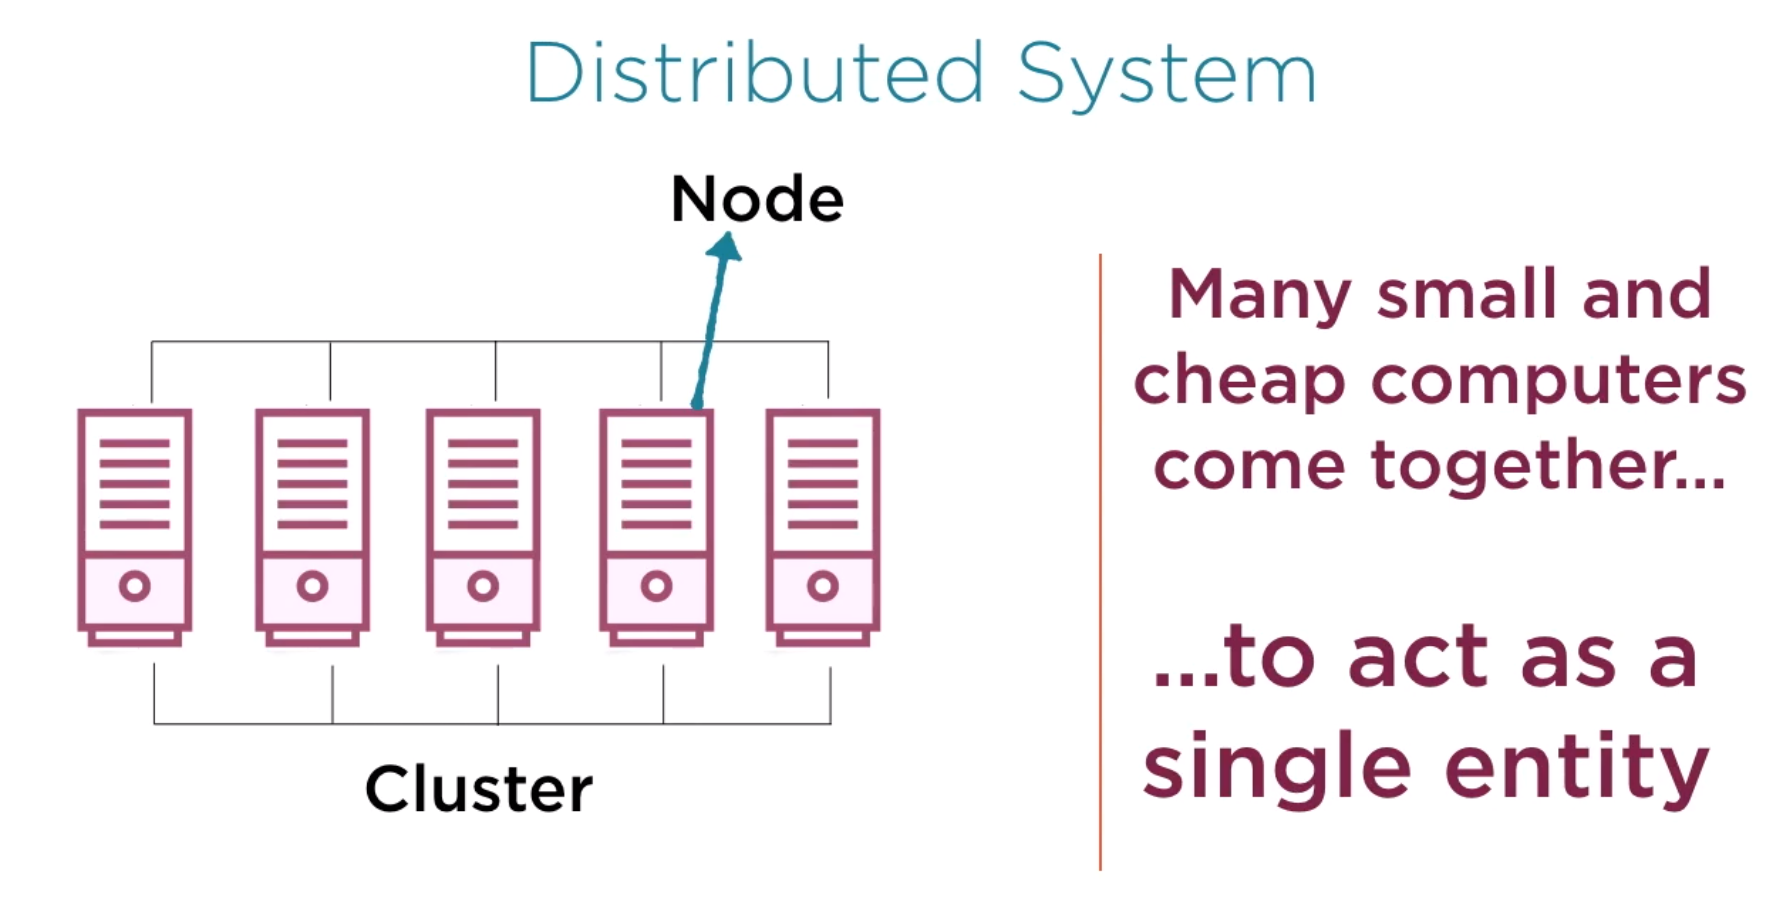 Distributed System
Node
Cluster
Many small and
cheap computers
come together...
...to act as a
single entity